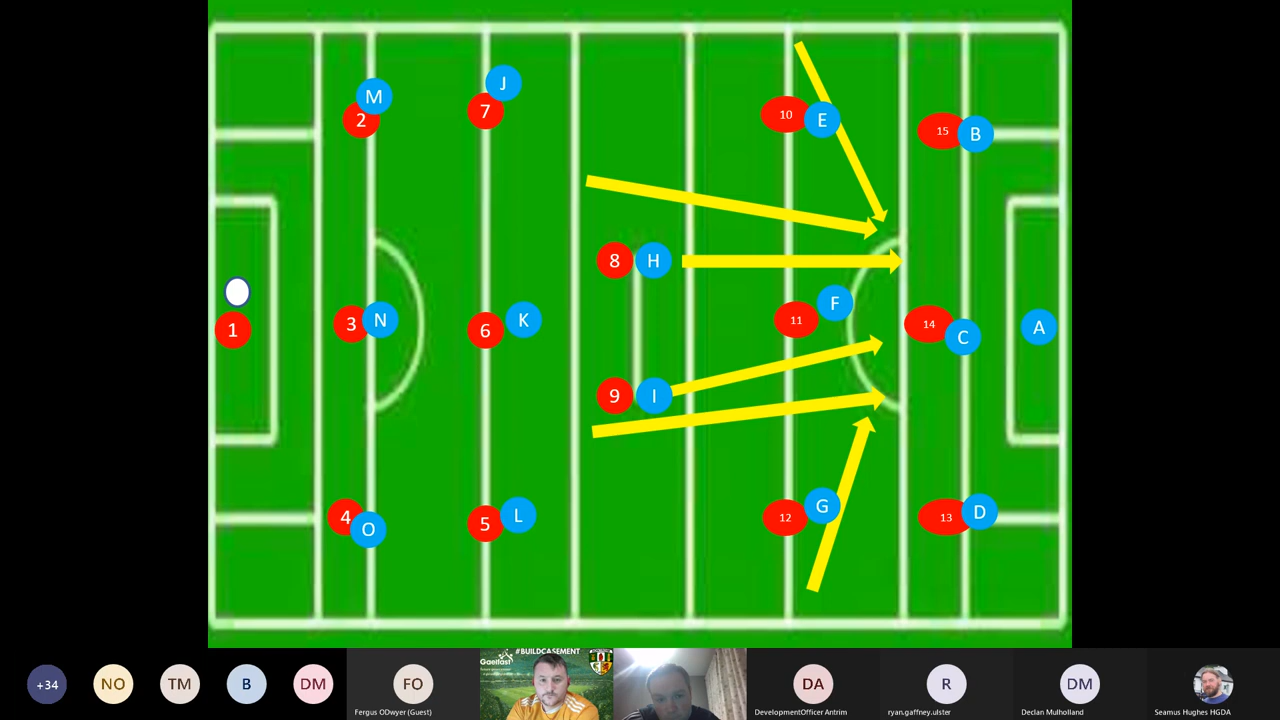 M
J
2
7
10
E
15
B
8
H
F
1
3
N
6
K
11
14
C
A
9
I
4
O
5
L
12
G
13
D
#BUILDCASEMENT
Gaelfast
+34
NO
TM
B
DM
FO
DA
R
DM
Fergus ODwyer (Guest)
DevelopmentOfficer Antrim
ryan.gaffney.ulster
Declan Mulholland
Seamus Hughes HGDA